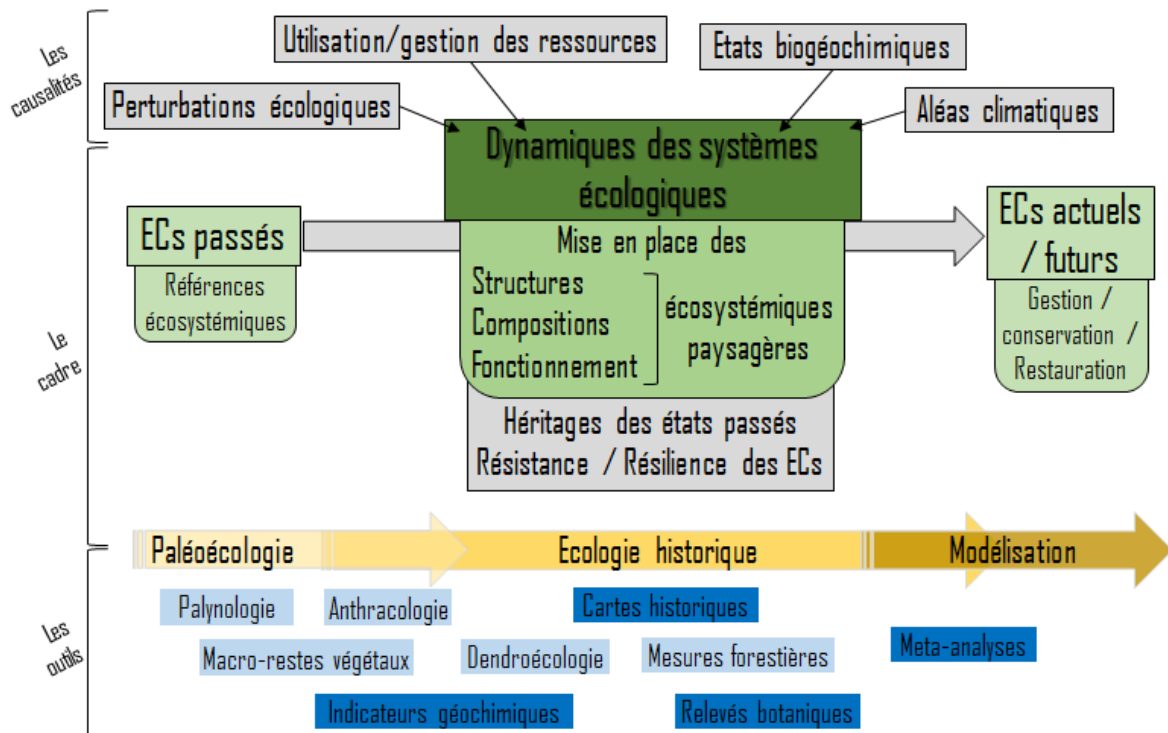 Les
causalités
Utilisation/gestion des ressources
Etats biogéochimiques
Perturbations écologiques
Aléas climatiques
Le
cadre
Dynamiques des systèmes
écologiques
ECs passés
Références
écosystémiques
Mise en place des
Structures
Compositions
Fonctionnement
écosystémiques
paysagères
Héritages des états passés
Résistance / Résilience des ECs
ECs actuels
/ futurs
Gestion /
conservation /
Restauration
Les
outils
Paléoécologie
Ecologie historique
Modélisation
Palynologie
Anthracologie
Cartes historiques
Macro-restes végétaux
Dendroécologie
Mesures forestières
Meta-analyses
Indicateurs géochimiques
Relevés botaniques